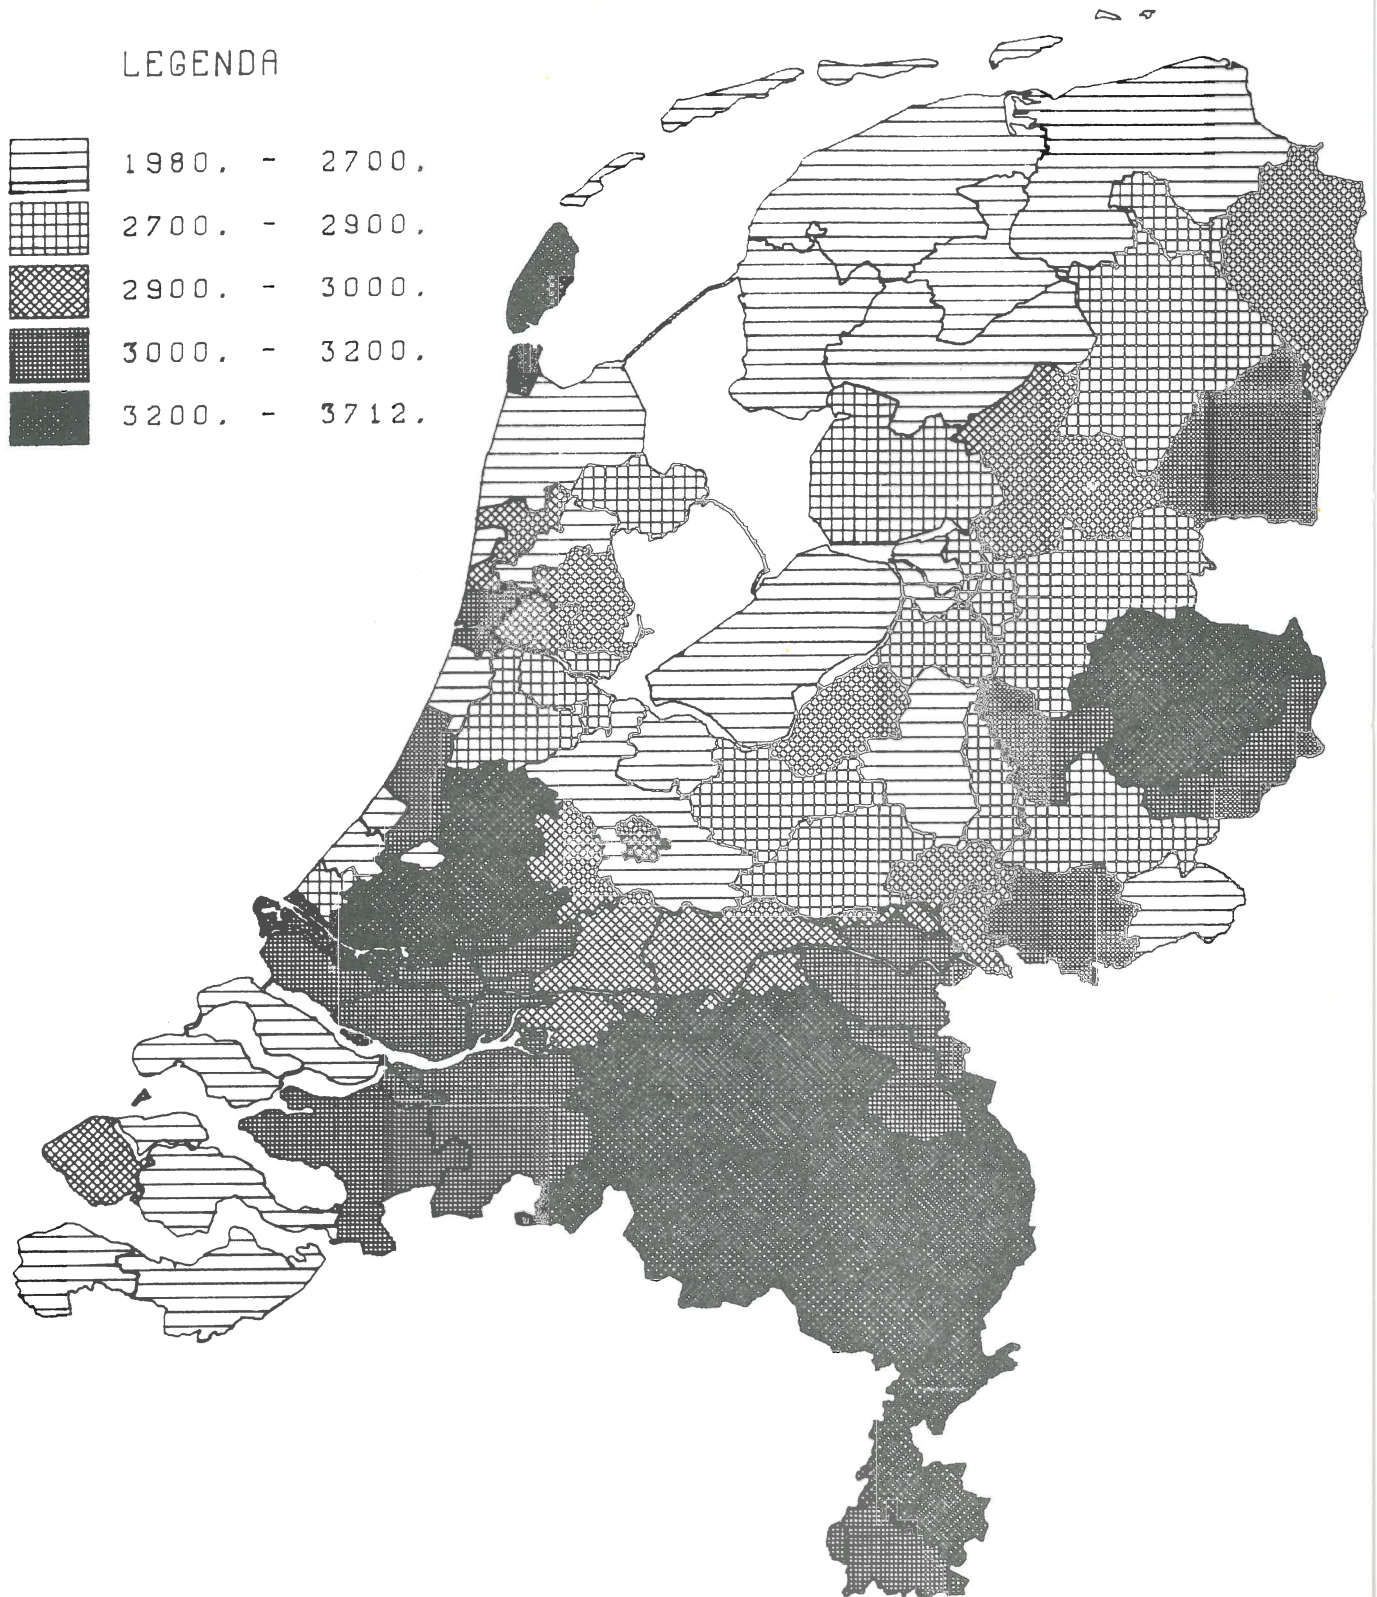 LEGENDA
1980. - 2700.
2700. - 2900.
2900. - 3000.
3000. - 3200.
3200. - 3712.